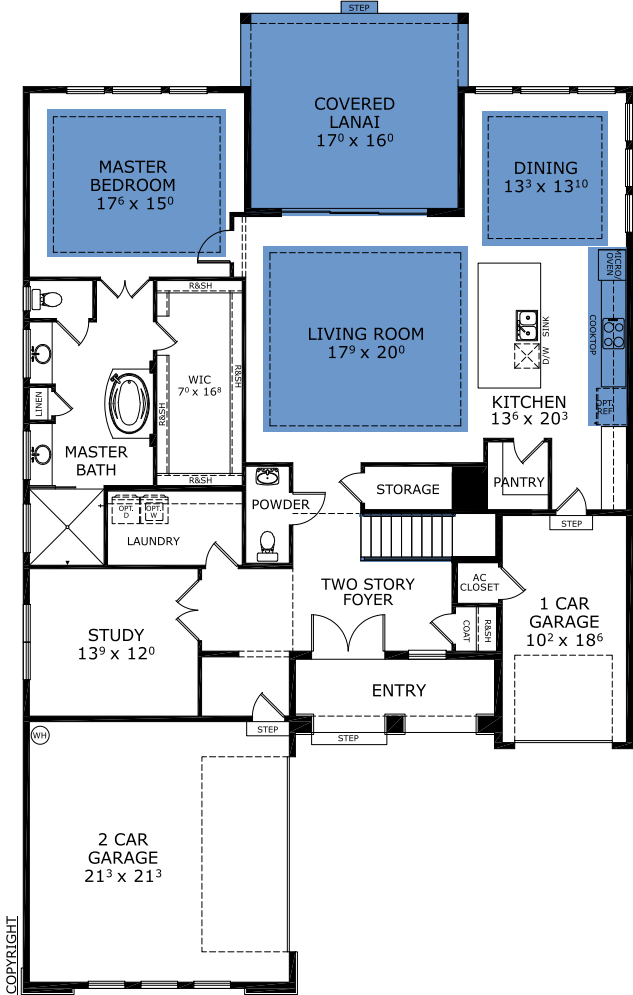 STEP
COVERED
LANAI
17⁰ x 16⁰
MASTER
BEDROOM
17⁶ x 15⁰
DINING
13³ x 13¹⁰
MICRO/
OVEN
R&SH
LIVING ROOM
17⁹ x 20⁰
SINK
D/W
COOKTOP
WIC
7⁰ x 16⁸
R&SH
R&SH
LINEN
KITCHEN
13⁶ x 20³
OPT.
REF
MASTER
BATH
R&SH
PANTRY
STORAGE
POWDER
OPT.
D
OPT.
W
LAUNDRY
STEP
TWO STORY
FOYER
AC
CLOSET
1 CAR
GARAGE
10² x 18⁶
STUDY
13⁹ x 12⁰
COAT
R&SH
ENTRY
STEP
STEP
WH
2 CAR
GARAGE
21³ x 21³
COPYRIGHT